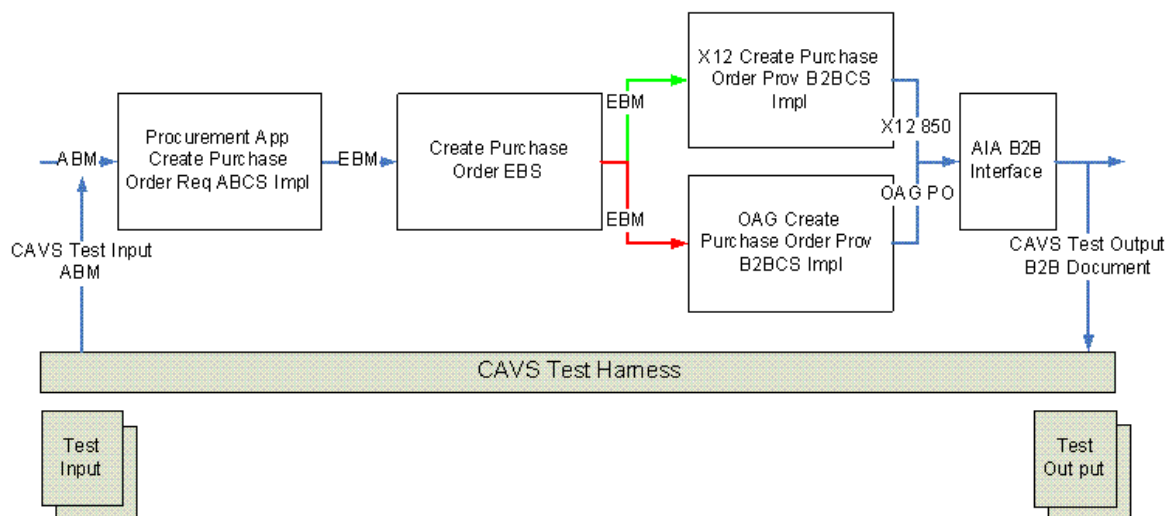 X12 Create Purchase
Order Prov B2BCS
Impl
EBM
X12 850
Procurement App
Create Purchase
Order Req ABCS Impl
ABM
EBM
Create Purchase
Order EBS
AIA B2B
Interface
OAG PO
EBM
OAG Create
Purchase Order Prov
B2BCS Impl
CAVS Test Input
ABM
CAVS Test Output
B2B Document
CAVS Test Harness
Test
Input
Test
Out put